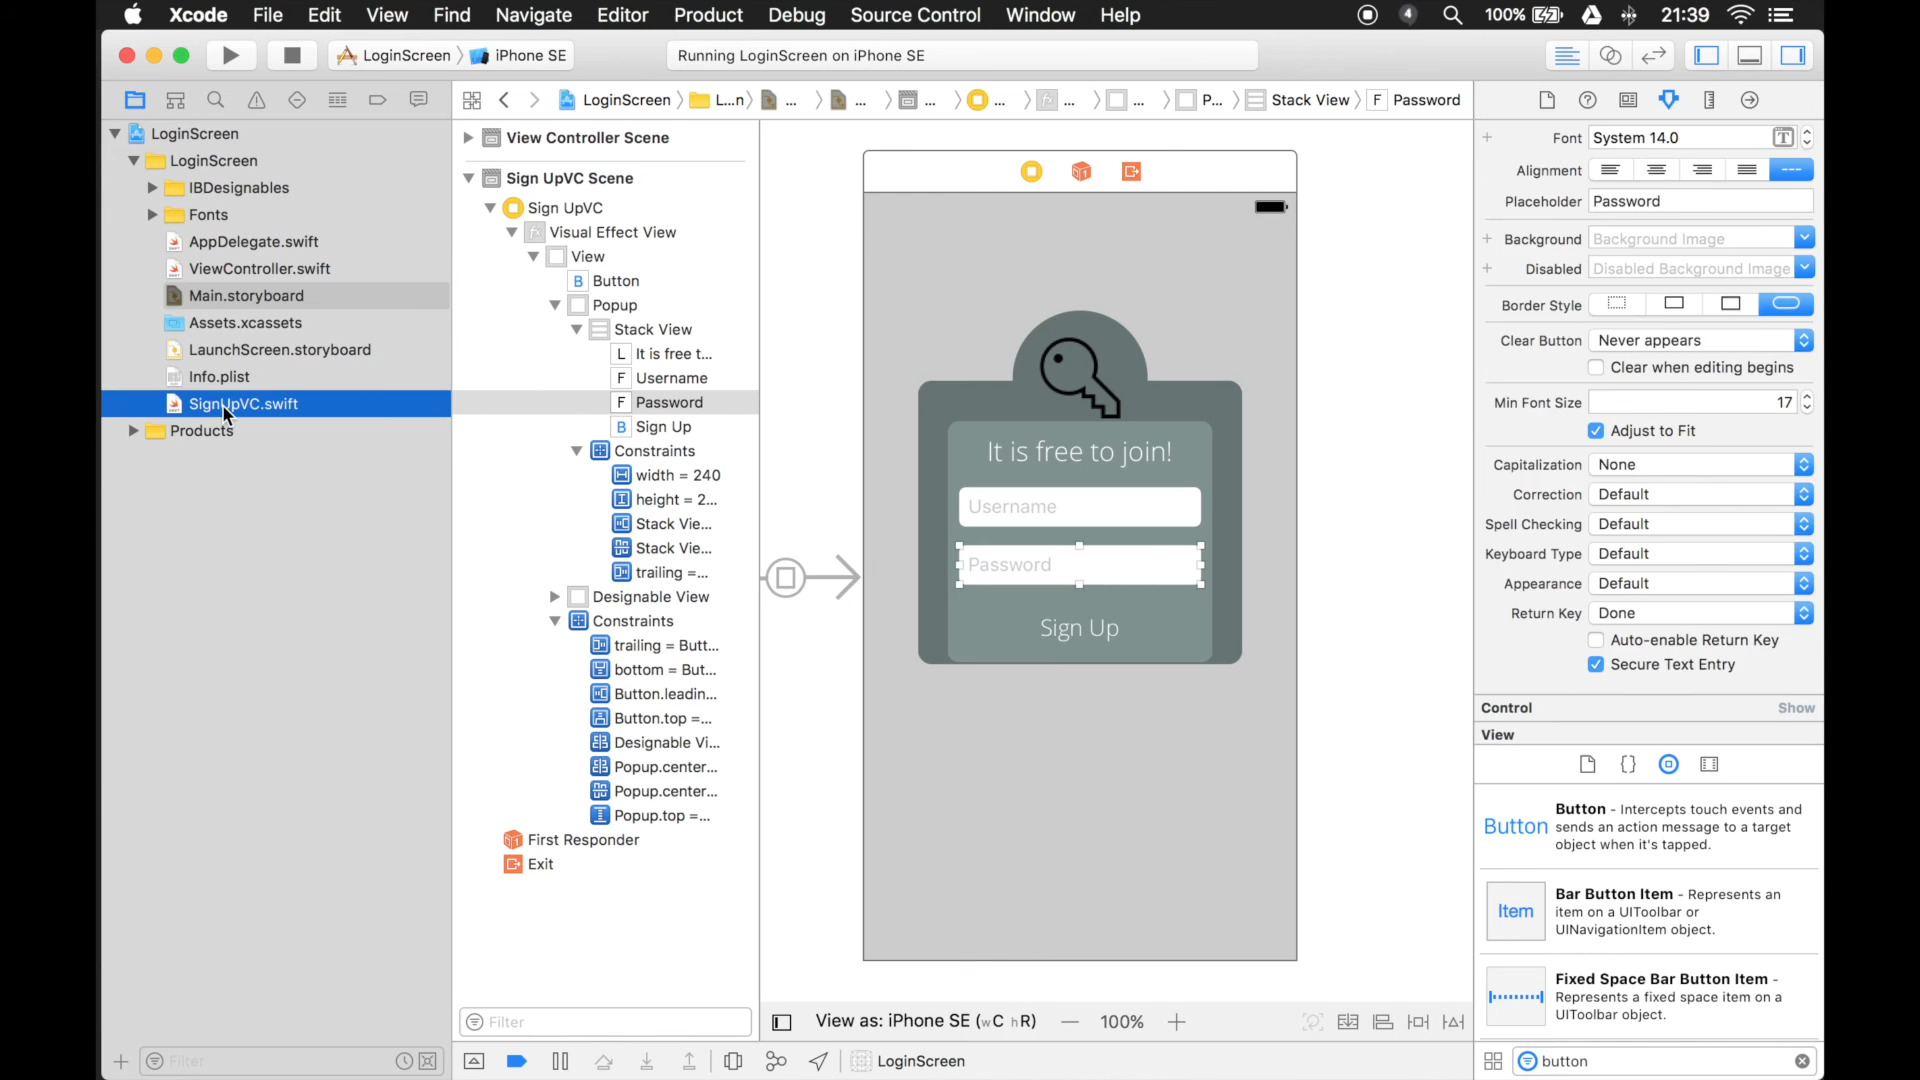 Xcode File Edit View Find Navigate Editor Product Debug Source Control Window Help 4 100% 21:39
LoginScreen iPhone SE Running LoginScreen on iPhone SE
LoginScreen L...n ... ... ... ... ... ... P... Stack View F Password
LoginScreen
LoginScreen
IBDesignables
Fonts
AppDelegate.swift
ViewController.swift
Main.storyboard
Assets.xcassets
LaunchScreen.storyboard
Info.plist
SignUpVC.swift
Products
Filter
View Controller Scene
Sign UpVC Scene
Sign UpVC
Visual Effect View
View
B Button
Popup
Stack View
L It is free t...
F Username
F Password
B Sign Up
Constraints
width = 240
height = 2...
Stack Vie...
Stack Vie...
trailing =...
Designable View
Constraints
trailing = Butt...
bottom = But...
Button.leadin...
Button.top =...
Designable Vi...
Popup.center...
Popup.center...
Popup.top =...
First Responder
Exit
Filter
It is free to join!
Username
Password
Sign Up
View as: iPhone SE (wC hR) — 100% +
LoginScreen
Font System 14.0
Alignment
Placeholder Password
Background Background Image
Disabled Disabled Background Image
Border Style
Clear Button Never appears
Clear when editing begins
Min Font Size 17
Adjust to Fit
Capitalization None
Correction Default
Spell Checking Default
Keyboard Type Default
Appearance Default
Return Key Done
Auto-enable Return Key
Secure Text Entry
Control Show
View
Button
Button - Intercepts touch events and
sends an action message to a target
object when it's tapped.
Item
Bar Button Item - Represents an
item on a UIToolbar or
UINavigationItem object.
Fixed Space Bar Button Item -
Represents a fixed space item on a
UIToolbar object.
button